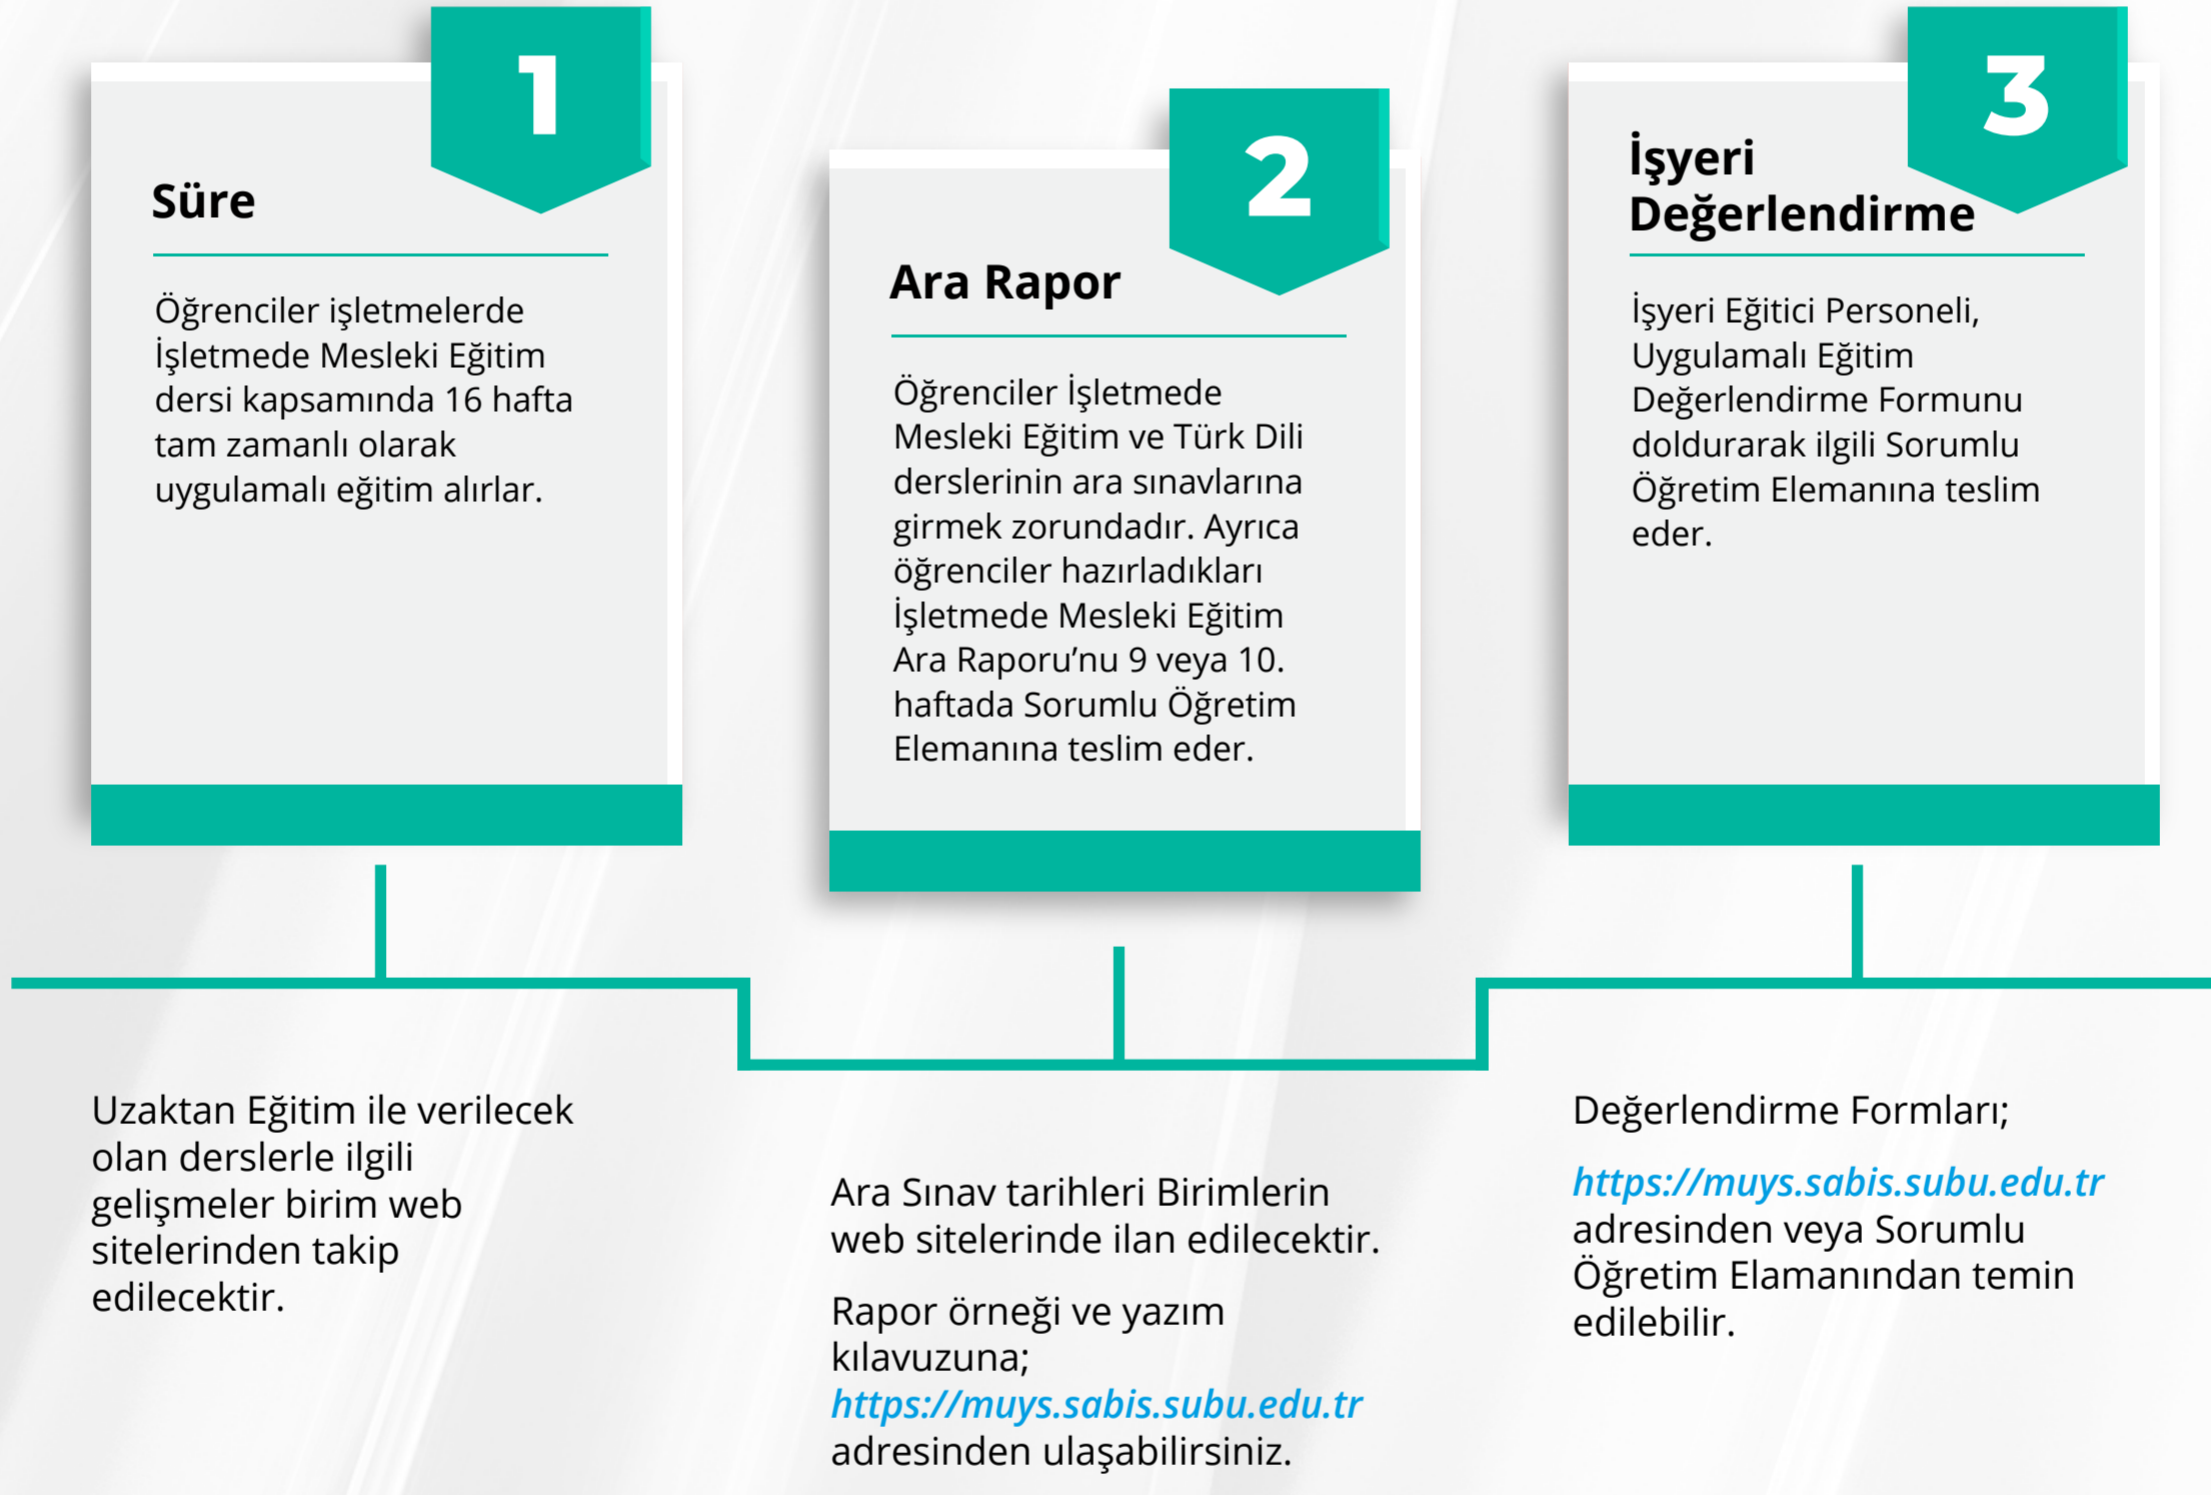 1
Süre
Öğrenciler işletmelerde
İşletmede Mesleki Eğitim
dersi kapsamında 16 hafta
tam zamanlı olarak
uygulamalı eğitim alırlar.
Uzaktan Eğitim ile verilecek
olan derslerle ilgili
gelişmeler birim web
sitelerinden takip
edilecektir.
2
Ara Rapor
Öğrenciler İşletmede
Mesleki Eğitim ve Türk Dili
derslerinin ara sınavlarına
girmek zorundadır. Ayrıca
öğrenciler hazırladıkları
İşletmede Mesleki Eğitim
Ara Raporu’nu 9 veya 10.
haftada Sorumlu Öğretim
Elemanına teslim eder.
Ara Sınav tarihleri Birimlerin
web sitelerinde ilan edilecektir.
Rapor örneği ve yazım
kılavuzuna;
https://muys.sabis.subu.edu.tr
adresinden ulaşabilirsiniz.
3
İşyeri
Değerlendirme
İşyeri Eğitici Personeli,
Uygulamalı Eğitim
Değerlendirme Formunu
doldurarak ilgili Sorumlu
Öğretim Elemanına teslim
eder.
Değerlendirme Formları;
https://muys.sabis.subu.edu.tr
adresinden veya Sorumlu
Öğretim Elamanından temin
edilebilir.